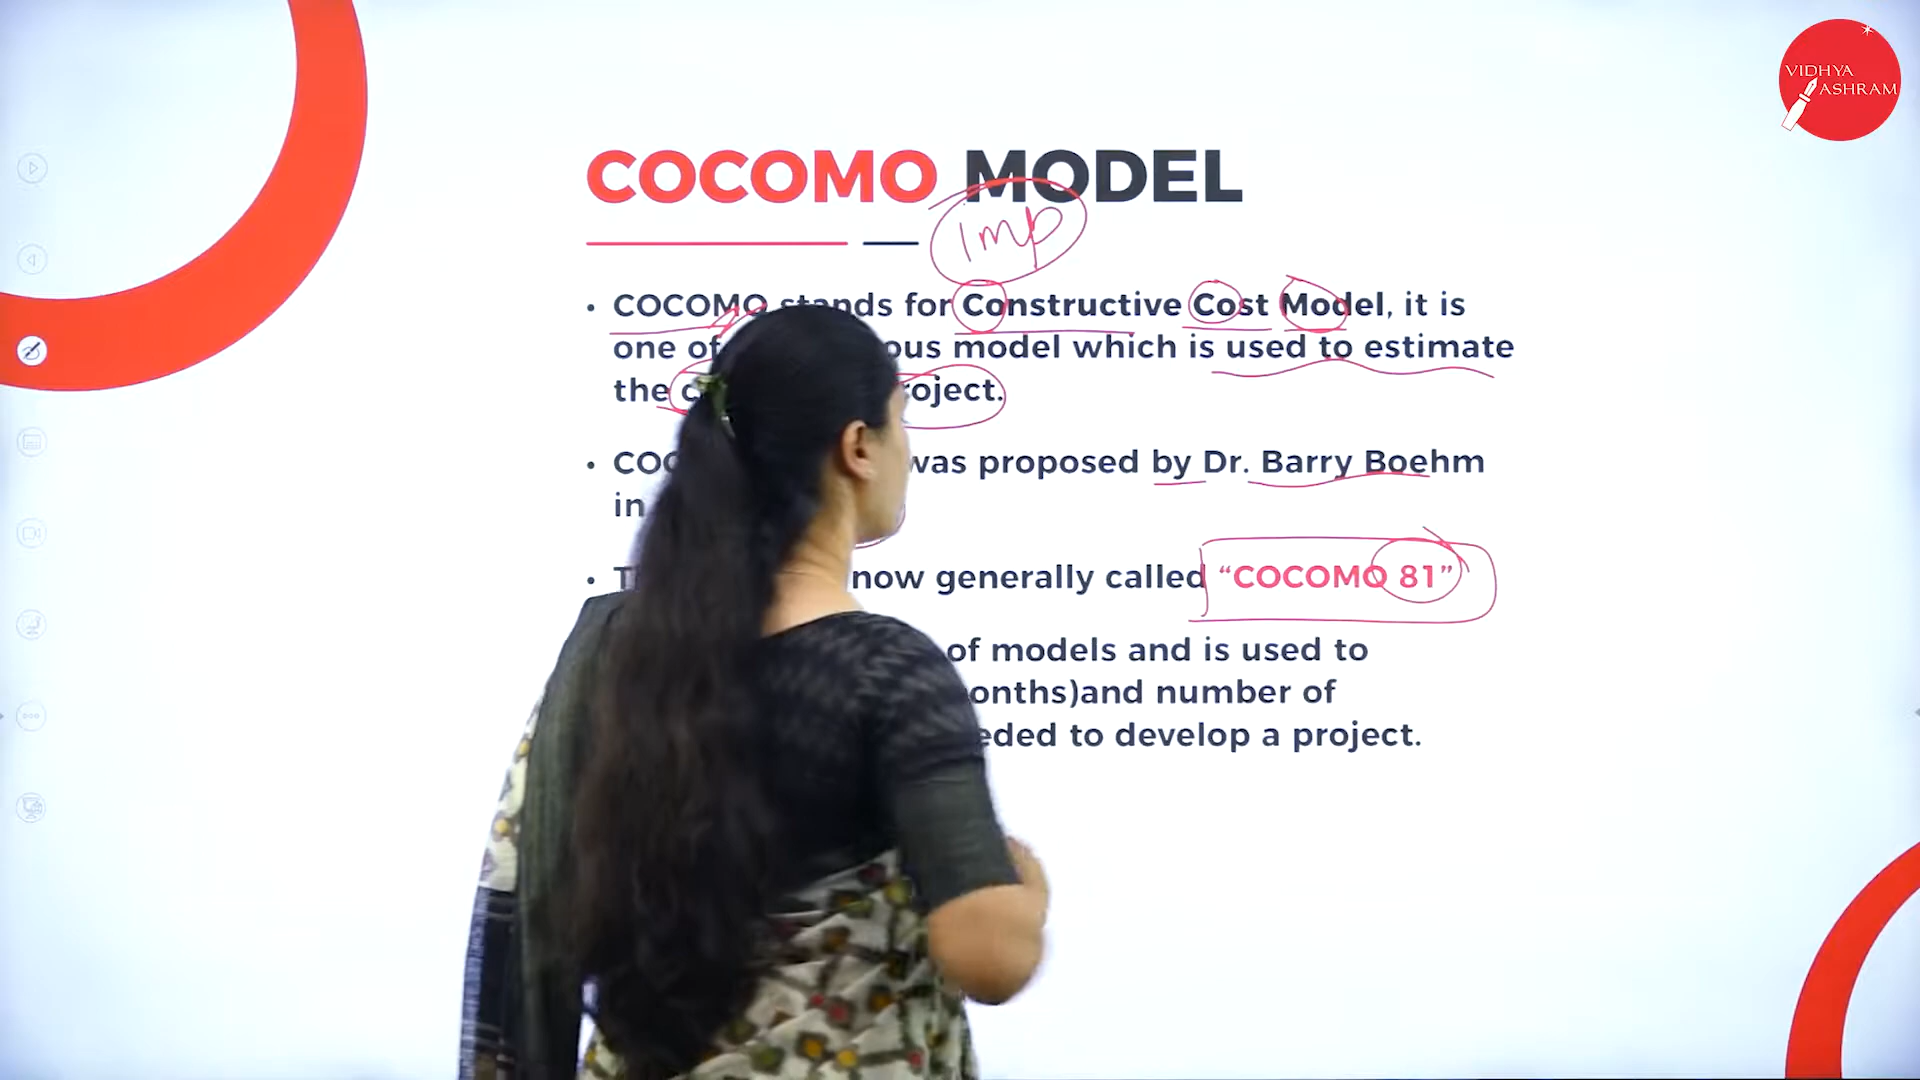 VIDHYA
ASHRAM
COCOMO MODEL
imp
• COCOMO stands for Constructive Cost Model, it is
one of ous model which is used to estimate
the project.
• was proposed by Dr. Barry Boehm
in
• now generally called “COCOMO 81”
of models and is used to
onths)and number of
eded to develop a project.